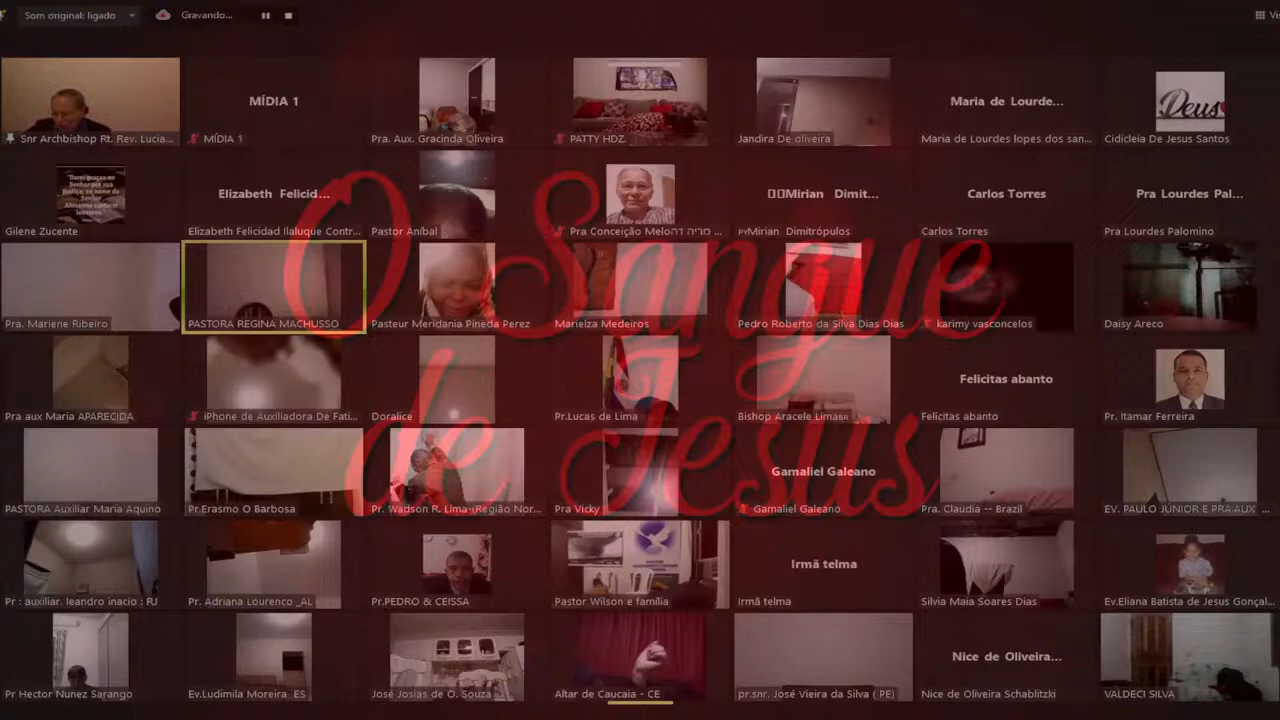 Som original: ligado
Gravando...
Snr Archbishop Rt. Rev. Lucia...
MÍDIA 1
MÍDIA 1
Pra. Aux. Gracinda Oliveira
PATTY HDZ.
Jandira De oliveira
Maria de Lourde...
Maria de Lourdes lopes dos san...
Deus
Cidicleia De Jesus Santos
Gilene Zucente
Elizabeth Felicid...
Elizabeth Felicidad Ilaluque Contr...
Pastor Aníbal
Pra Conceição Melo
Mirian Dimit...
Mirian Dimitrópulos
Carlos Torres
Carlos Torres
Pra Lourdes Pal...
Pra Lourdes Palomino
O Sangue
de Jesus
Pra. Marlene Ribeiro
PASTORA REGINA MACHUSSO
Pasteur Meridania Pineda Perez
Marielza Medeiros
Pedro Roberto da Silva Dias Dias
karimy vasconcelos
Daisy Areco
Pra aux Maria APARECIDA
iPhone de Auxiliadora De Fati...
Doralice
Pr.Lucas de Lima
Bishop Aracele Lima
Felicitas abanto
Felicitas abanto
Pr. Itamar Ferreira
PASTORA Auxiliar Maria Aquino
Pr.Erasmo O Barbosa
Pr. Wadson R. Lima-(Região Nor...
Pra Vicky
Gamaliel Galeano
Gamaliel Galeano
Pra. Claudia -- Brazil
EV. PAULO JÚNIOR E PRA.AUX ...
Pr : auxiliar. leandro inacio : RJ
Pr. Adriana Lourenco _AL
Pr.PEDRO & CEISSA
Pastor Wilson e família
Irmã telma
Irmã telma
Silvia Maia Soares Dias
Ev.Eliana Batista de Jesus Gonçal...
Pr Hector Nunez Sarango
Ev.Ludimila Moreira ES
José Josias de O. Souza
Altar de Caucaia - CE
pr.snr. José Vieira da Silva ( PE)
Nice de Oliveira...
Nice de Oliveira Schablitzki
VALDECI SILVA